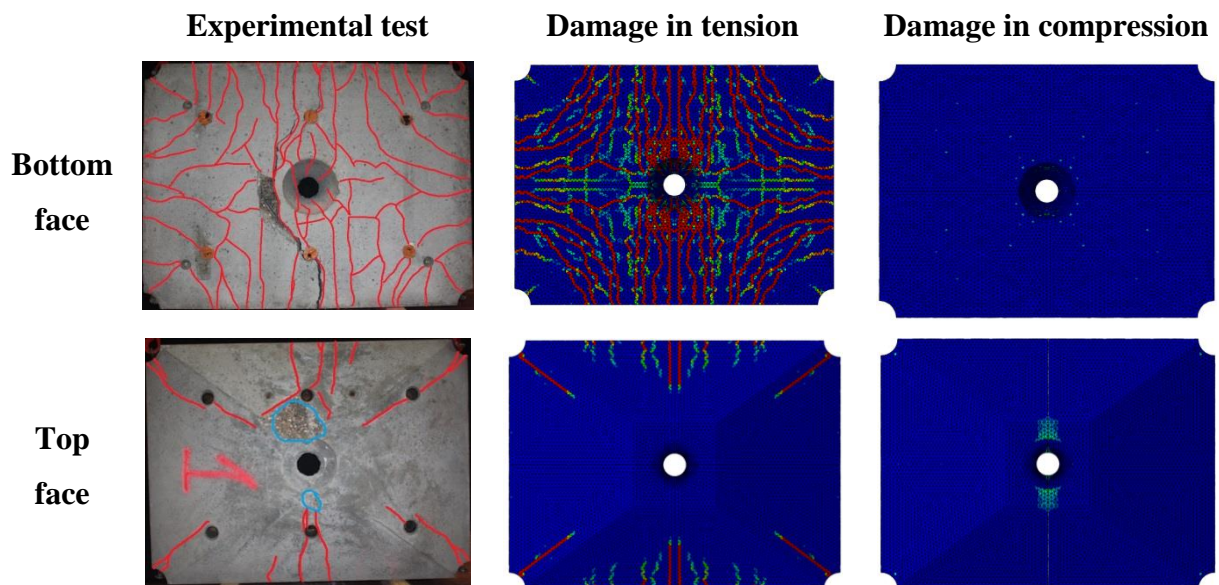 Experimental test
Damage in tension
Damage in compression
Bottom
face
Top
face